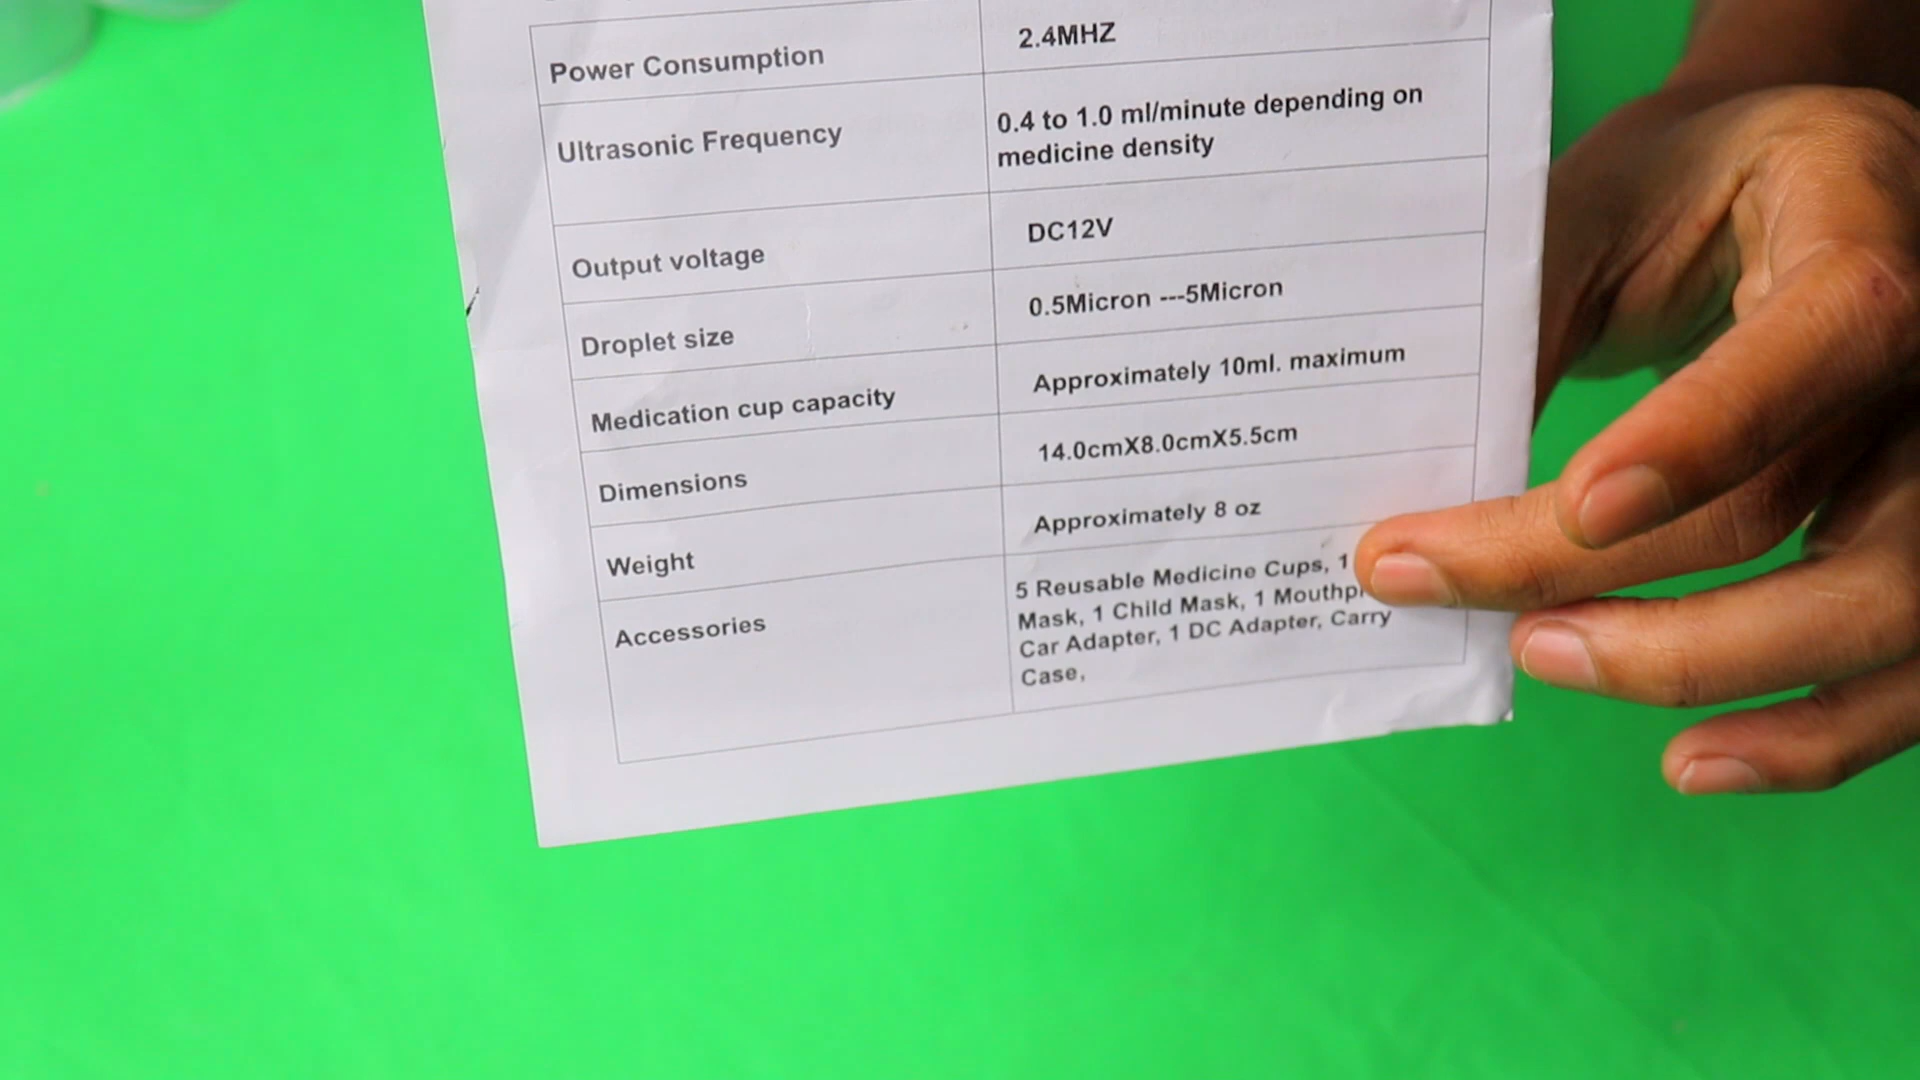 Power Consumption 2.4MHZ
Ultrasonic Frequency 0.4 to 1.0 ml/minute depending on
medicine density
Output voltage DC12V
Droplet size 0.5Micron ---5Micron
Medication cup capacity Approximately 10ml. maximum
Dimensions 14.0cmX8.0cmX5.5cm
Weight Approximately 8 oz
Accessories 5 Reusable Medicine Cups, 1
Mask, 1 Child Mask, 1
Car Adapter, 1 DC Adapter, Carry
Case,